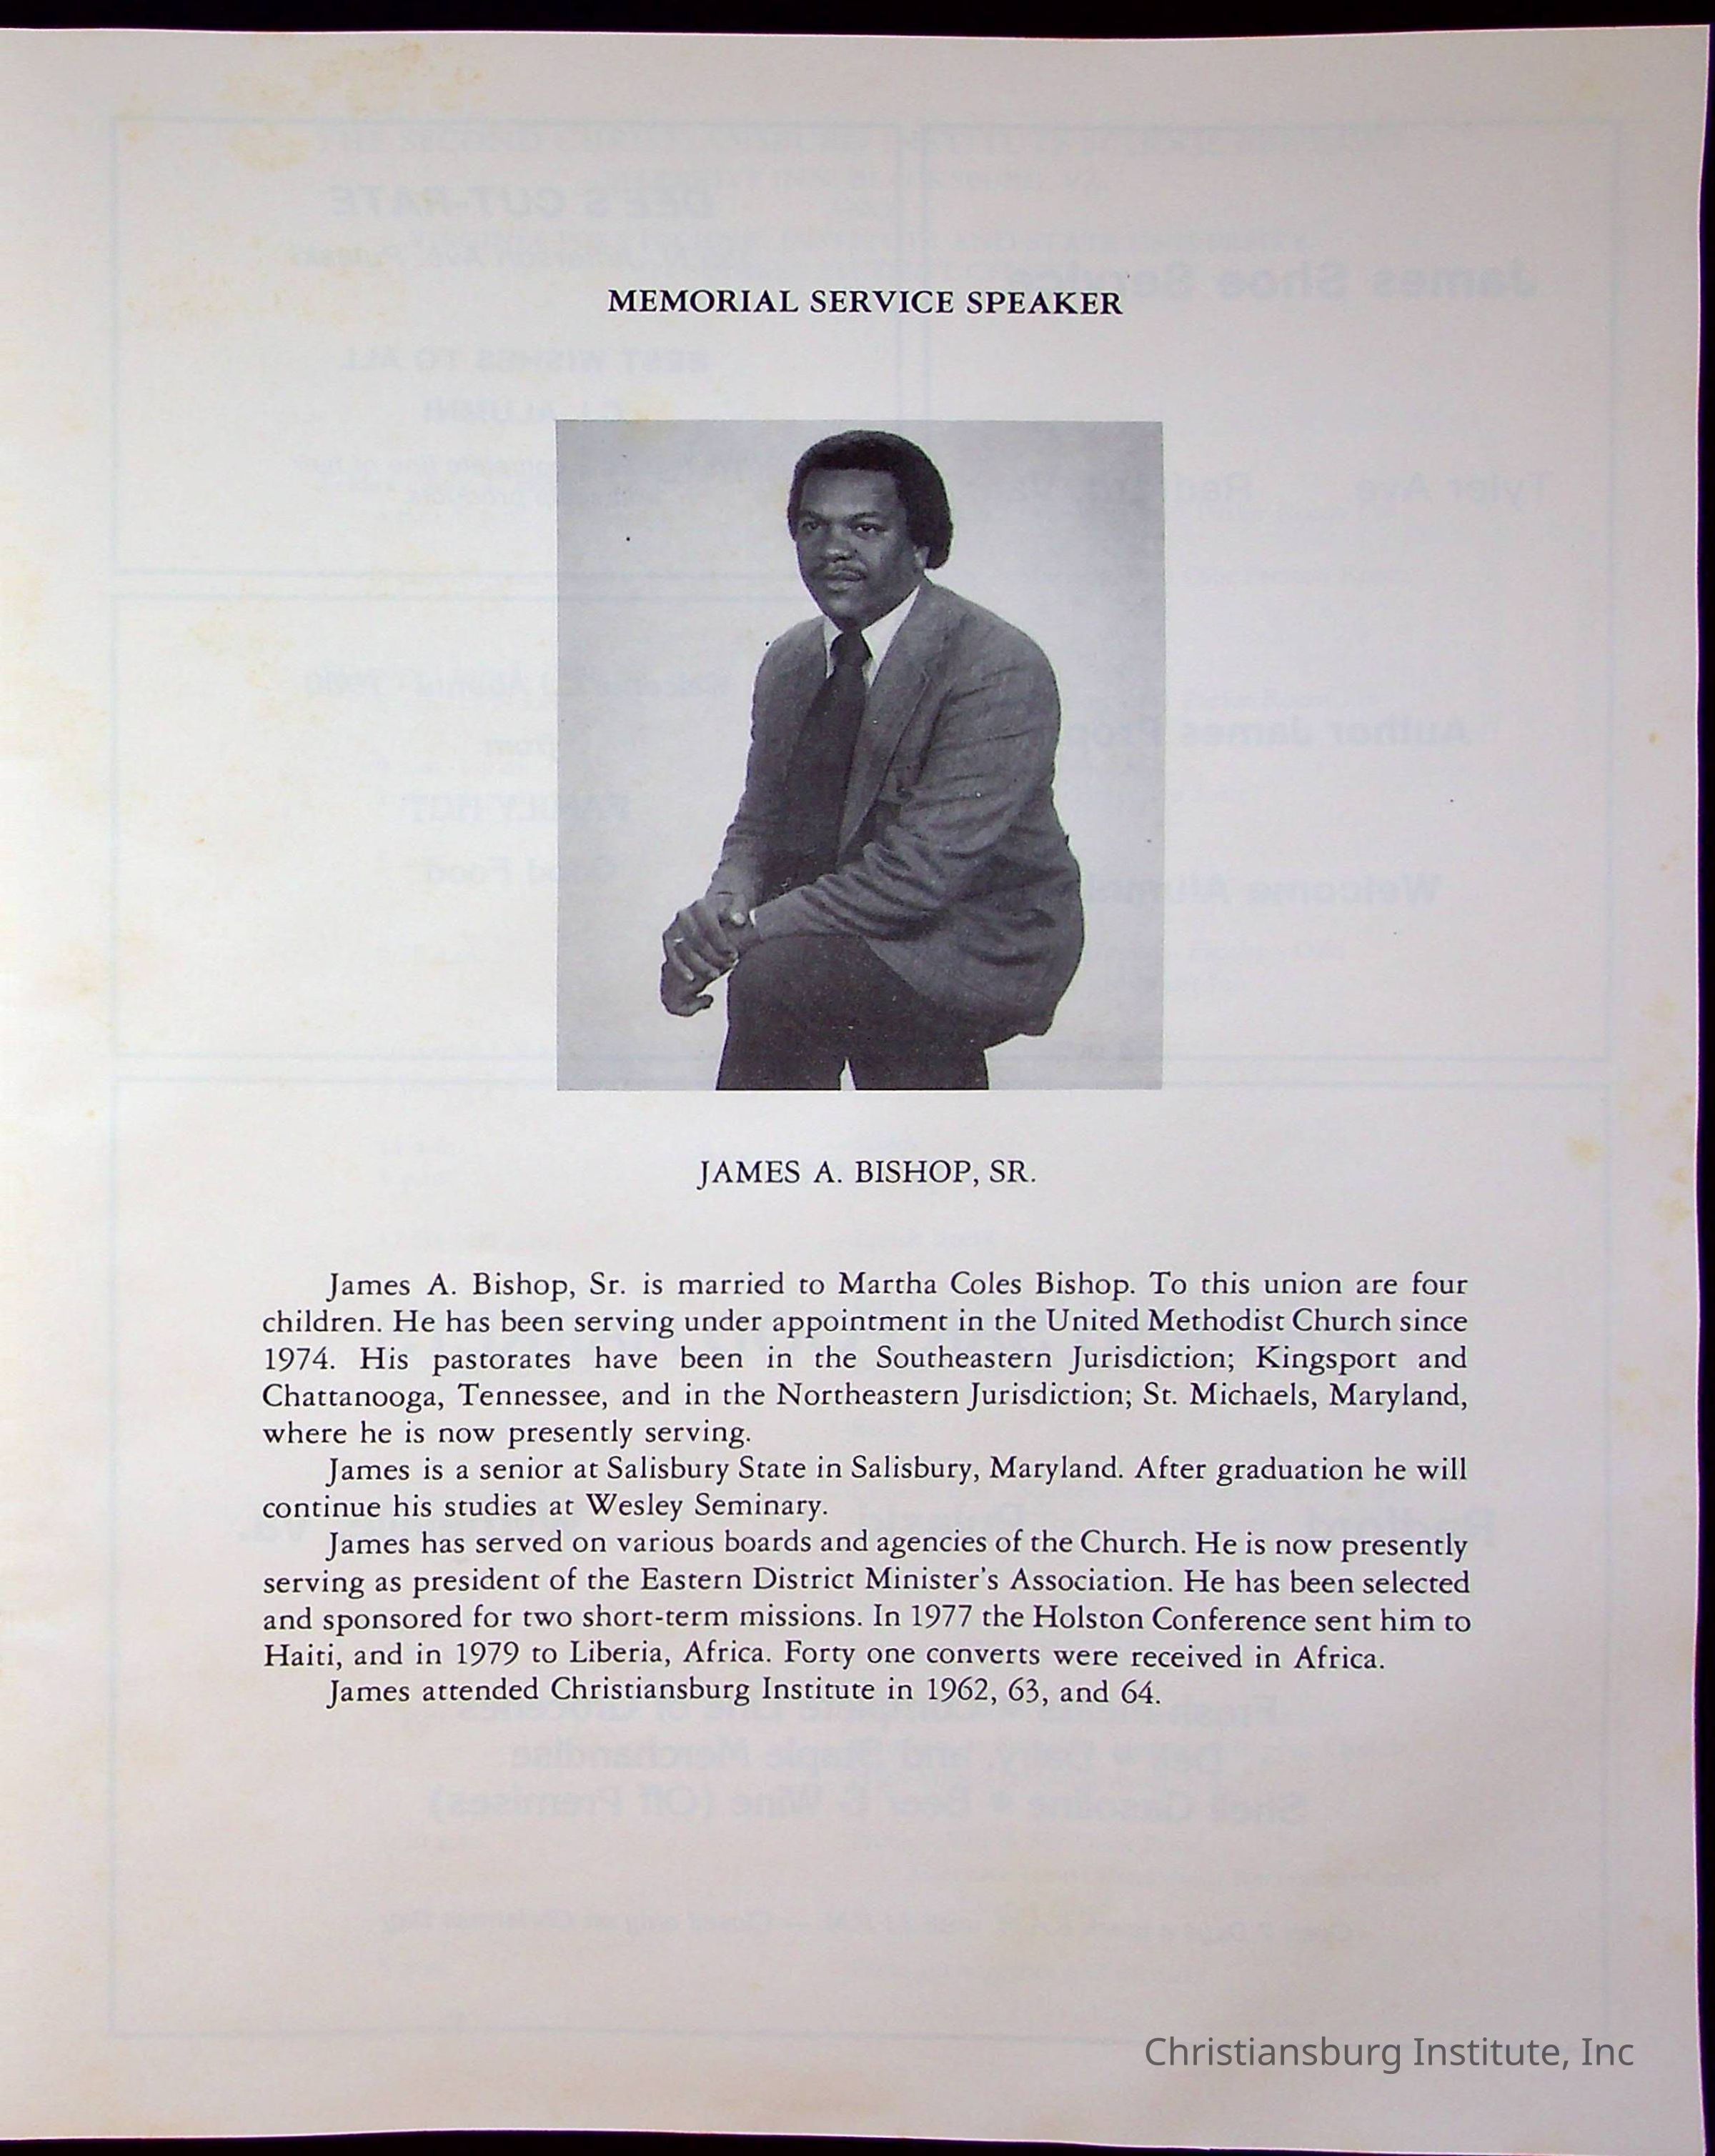 MEMORIAL SERVICE SPEAKER
JAMES A. BISHOP, SR.
James A. Bishop, Sr. is married to Martha Coles Bishop. To this union are four
children. He has been serving under appointment in the United Methodist Church since
1974. His pastorates have been in the Southeastern Jurisdiction; Kingsport and
Chattanooga, Tennessee, and in the Northeastern Jurisdiction; St. Michaels, Maryland,
where he is now presently serving.
James is a senior at Salisbury State in Salisbury, Maryland. After graduation he will
continue his studies at Wesley Seminary.
James has served on various boards and agencies of the Church. He is now presently
serving as president of the Eastern District Minister's Association. He has been selected
and sponsored for two short-term missions. In 1977 the Holston Conference sent him to
Haiti, and in 1979 to Liberia, Africa. Forty one converts were received in Africa.
James attended Christiansburg Institute in 1962, 63, and 64.
Christiansburg Institute, Inc